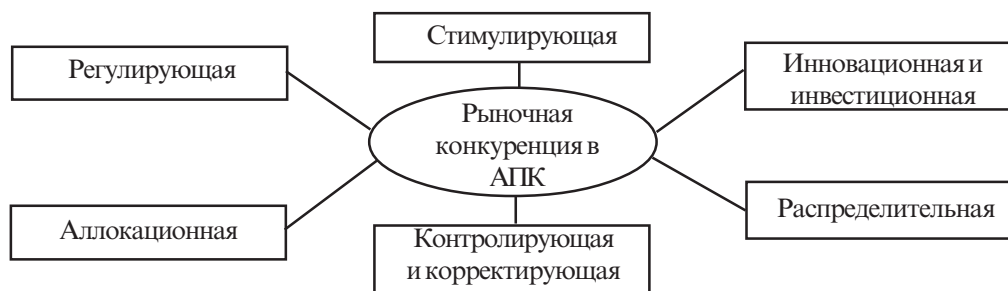 Стимулирующая
Регулирующая
Инновационная и
инвестиционная
Рыночная
конкуренция в
АПК
Аллокационная
Распределительная
Контролирующая
и корректирующая